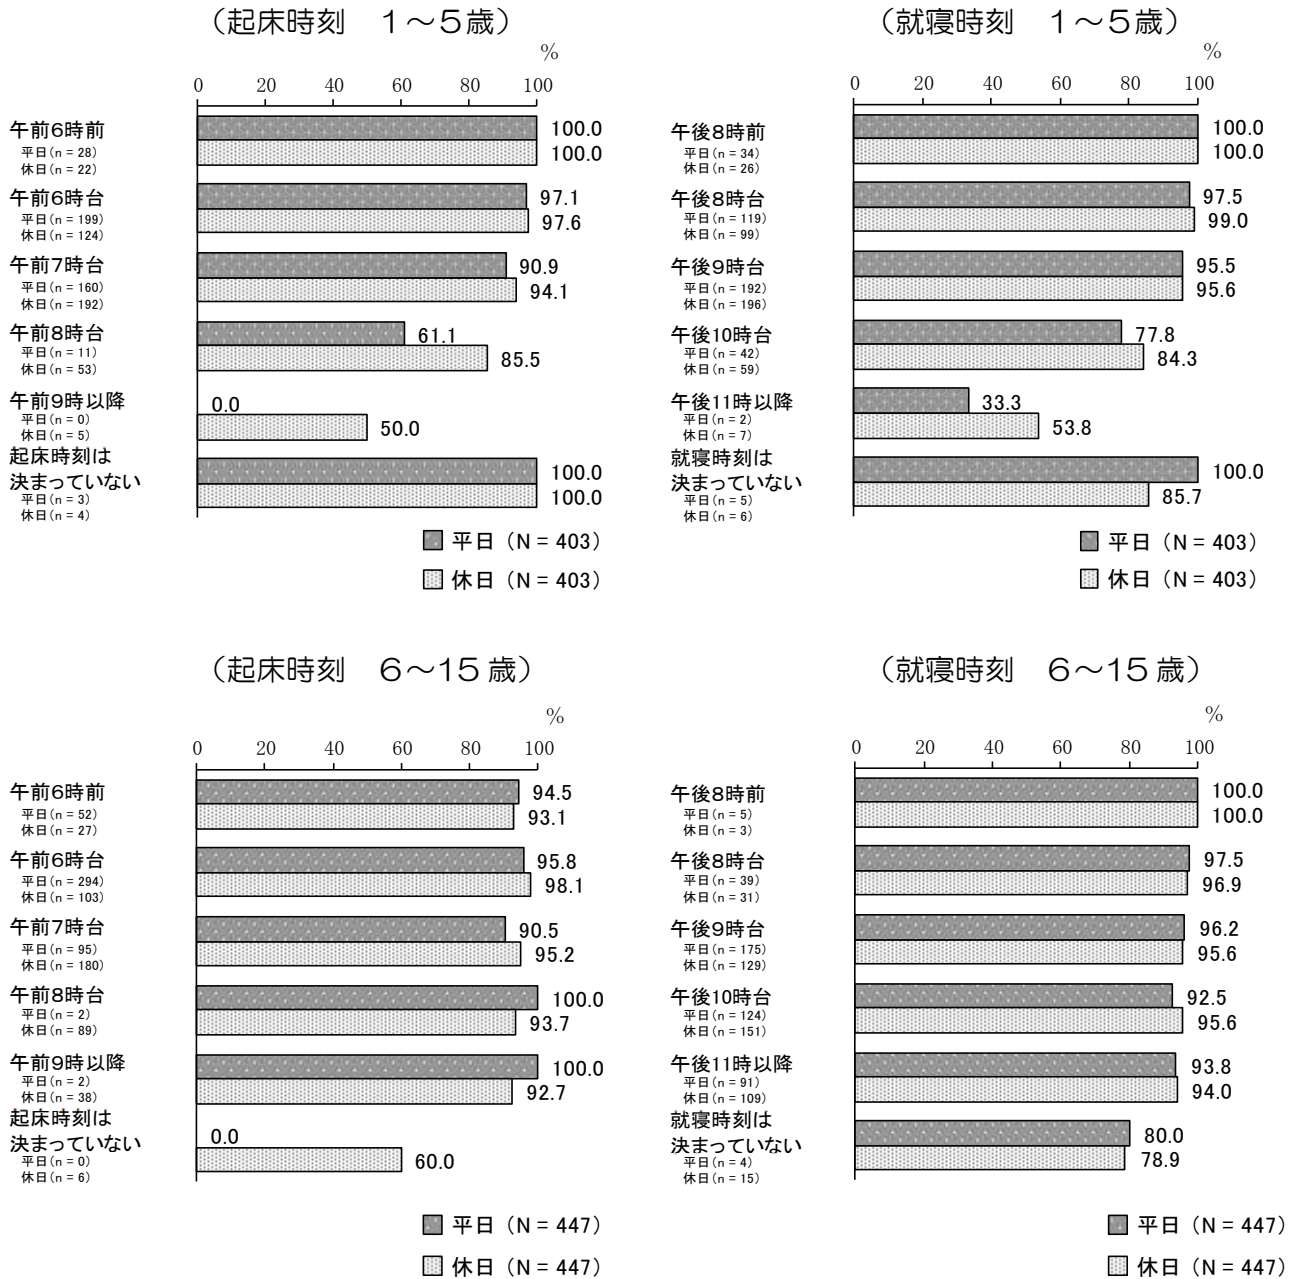 （起床時刻　１～５歳）
%
0 20 40 60 80 100
午前6時前
平日(n = 28)
休日(n = 22)
100.0
100.0
午前6時台
平日(n = 199)
休日(n = 124)
97.1
97.6
午前7時台
平日(n = 160)
休日(n = 192)
90.9
94.1
午前8時台
平日(n = 11)
休日(n = 53)
61.1
85.5
午前9時以降
平日(n = 0)
休日(n = 5)
0.0
50.0
起床時刻は
決まっていない
平日(n = 3)
休日(n = 4)
100.0
100.0
平日（N = 403）
休日（N = 403）
（就寝時刻　１～５歳）
%
0 20 40 60 80 100
午後8時前
平日(n = 34)
休日(n = 26)
100.0
100.0
午後8時台
平日(n = 119)
休日(n = 99)
97.5
99.0
午後9時台
平日(n = 192)
休日(n = 196)
95.5
95.6
午後10時台
平日(n = 42)
休日(n = 59)
77.8
84.3
午後11時以降
平日(n = 2)
休日(n = 7)
33.3
53.8
就寝時刻は
決まっていない
平日(n = 5)
休日(n = 6)
100.0
85.7
平日（N = 403）
休日（N = 403）
（起床時刻　６～15歳）
%
0 20 40 60 80 100
午前6時前
平日(n = 52)
休日(n = 27)
94.5
93.1
午前6時台
平日(n = 294)
休日(n = 103)
95.8
98.1
午前7時台
平日(n = 95)
休日(n = 180)
90.5
95.2
午前8時台
平日(n = 2)
休日(n = 89)
100.0
93.7
午前9時以降
平日(n = 2)
休日(n = 38)
100.0
92.7
起床時刻は
決まっていない
平日(n = 0)
休日(n = 6)
0.0
60.0
平日（N = 447）
休日（N = 447）
（就寝時刻　６～15歳）
%
0 20 40 60 80 100
午後8時前
平日(n = 5)
休日(n = 3)
100.0
100.0
午後8時台
平日(n = 39)
休日(n = 31)
97.5
96.9
午後9時台
平日(n = 175)
休日(n = 129)
96.2
95.6
午後10時台
平日(n = 124)
休日(n = 151)
92.5
95.6
午後11時以降
平日(n = 91)
休日(n = 109)
93.8
94.0
就寝時刻は
決まっていない
平日(n = 4)
休日(n = 15)
80.0
78.9
平日（N = 447）
休日（N = 447）